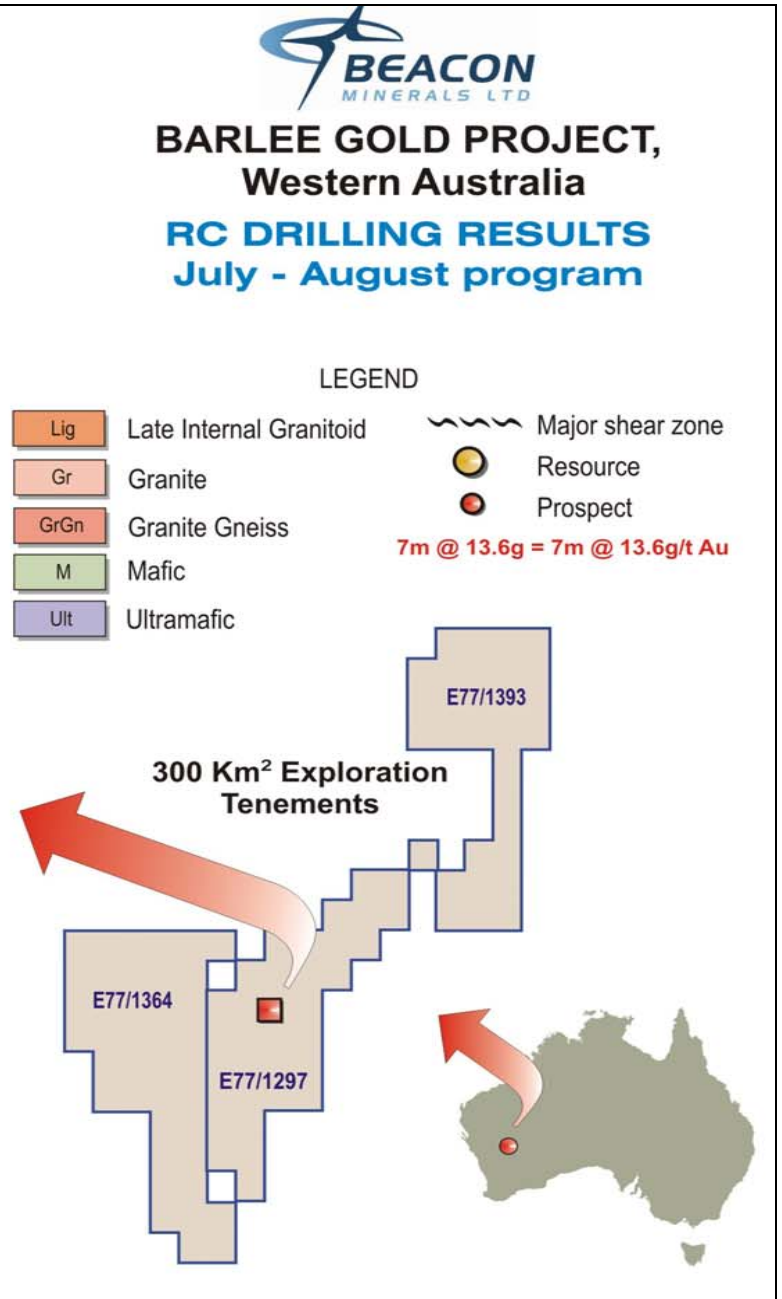 BEACON
MINERALS LTD
BARLEE GOLD PROJECT,
Western Australia
RC DRILLING RESULTS
July - August program
LEGEND
Lig Late Internal Granitoid
Gr Granite
GrGn Granite Gneiss
M Mafic
Ult Ultramafic
Major shear zone
Resource
Prospect
7m @ 13.6g = 7m @ 13.6g/t Au
E77/1393
300 Km² Exploration
Tenements
E77/1364
E77/1297